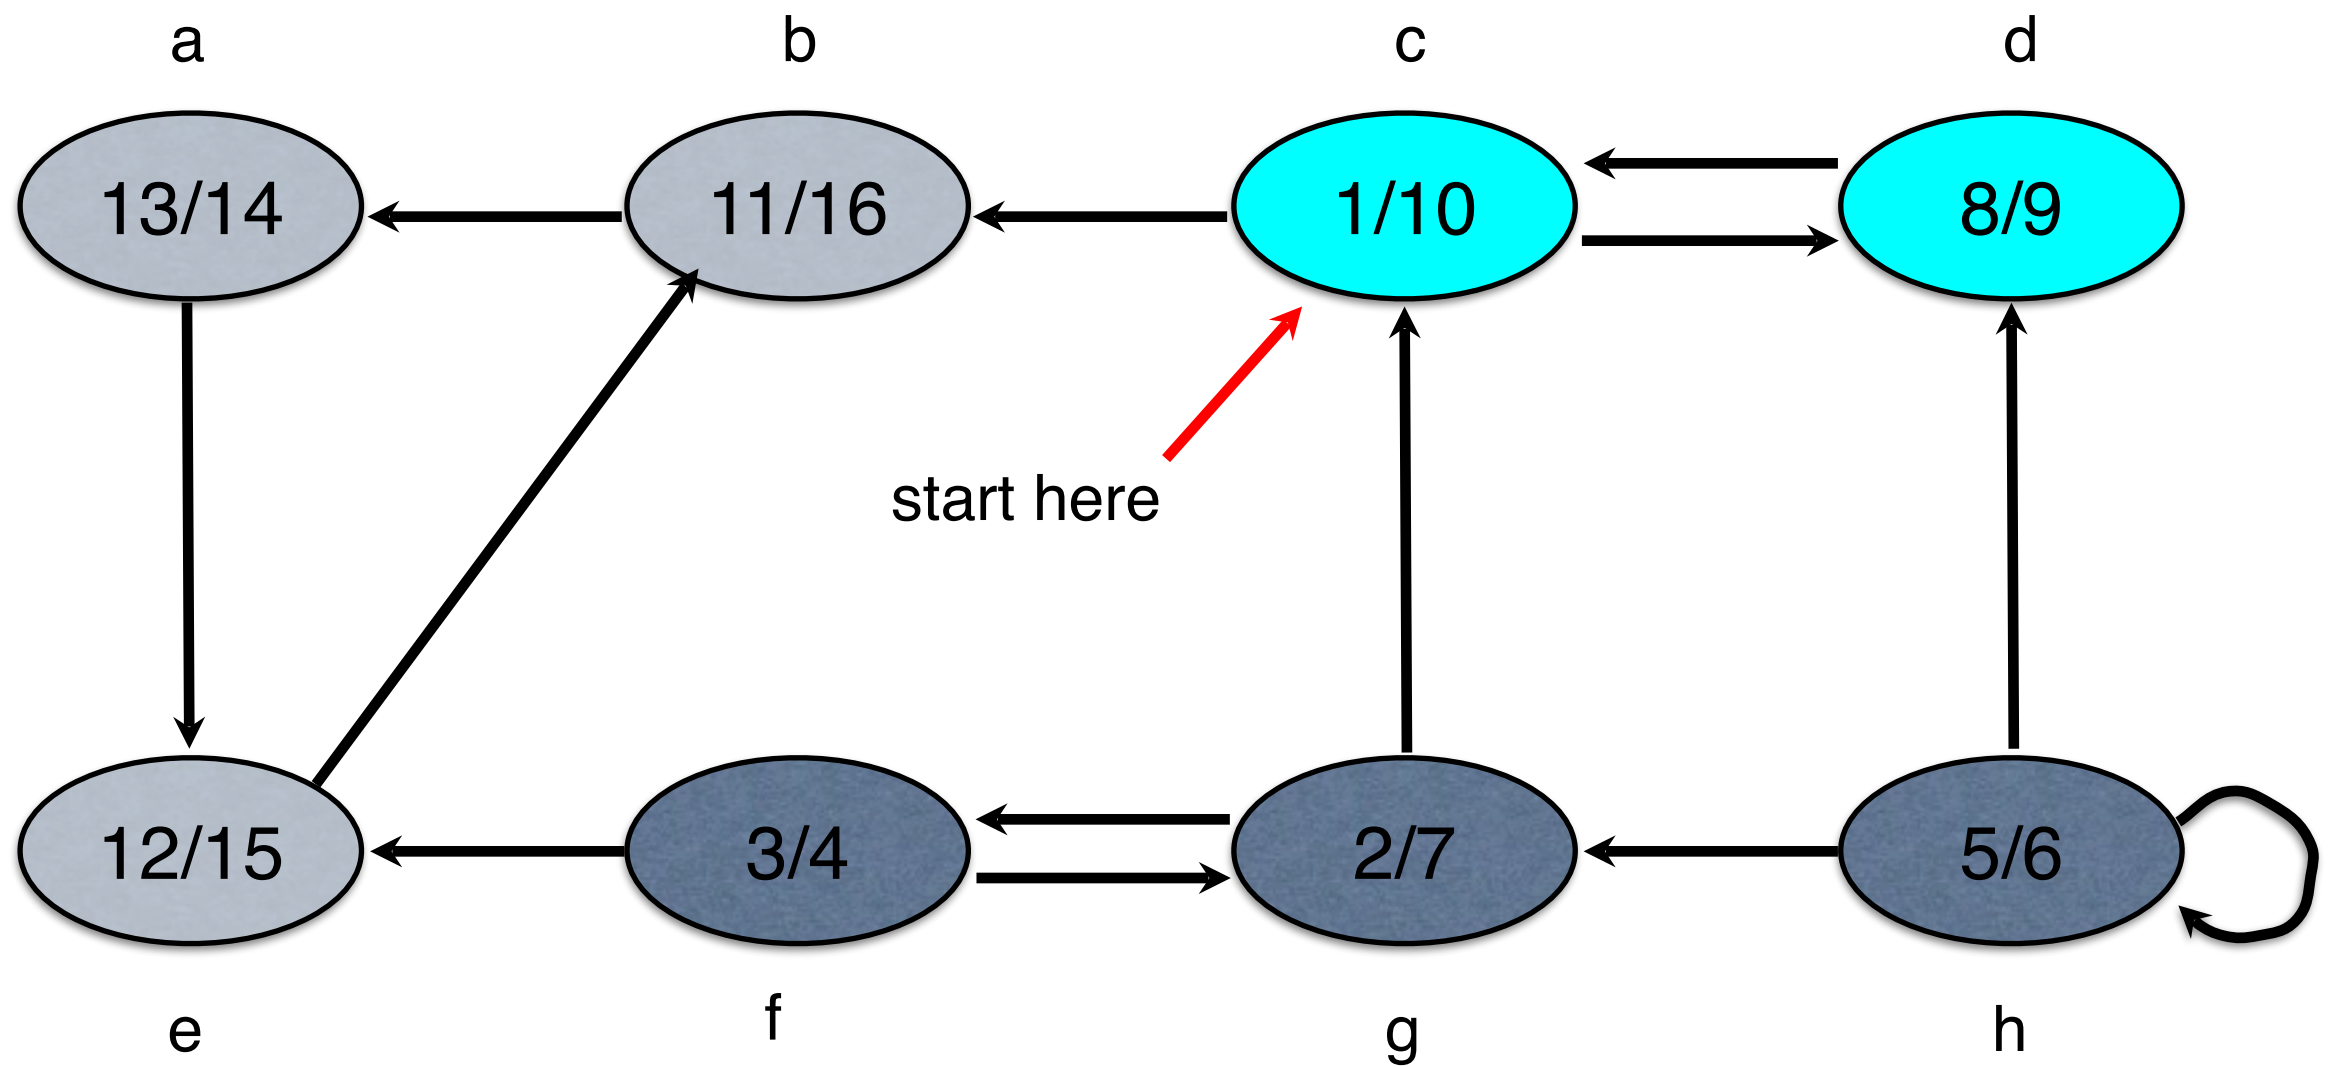 a b c d
13/14 11/16 1/10 8/9
start here
12/15 3/4 2/7 5/6
e f g h